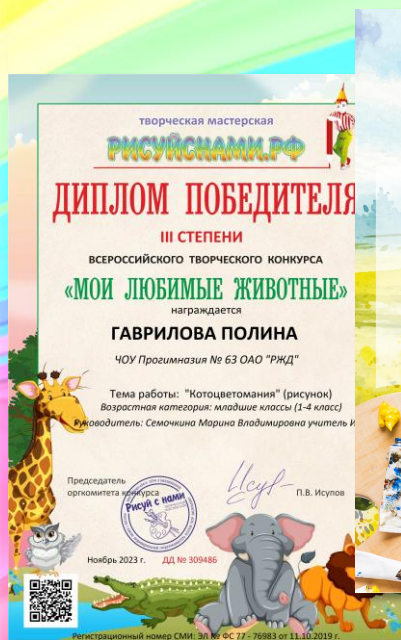 творческая мастерская
РИСУЙСНАМИ.РФ
ДИПЛОМ ПОБЕДИТЕЛЯ
III СТЕПЕНИ
ВСЕРОССИЙСКОГО ТВОРЧЕСКОГО КОНКУРСА
«МОИ ЛЮБИМЫЕ ЖИВОТНЫЕ»
награждается
ГАВРИЛОВА ПОЛИНА
ЧОУ Прогимназия № 63 ОАО "РЖД"
Тема работы: "Котоцветомания" (рисунок)
Возрастная категория: младшие классы (1-4 класс)
Руководитель: Семочкина Марина Владимировна учитель И
Председатель
оргкомитета конкурса
Рисуй с нами
П.В. Исупов
Ноябрь 2023 г. ДД № 309486
Регистрационный номер СМИ: ЭЛ № ФС 77 - 76983 от 11.10.2019 г.